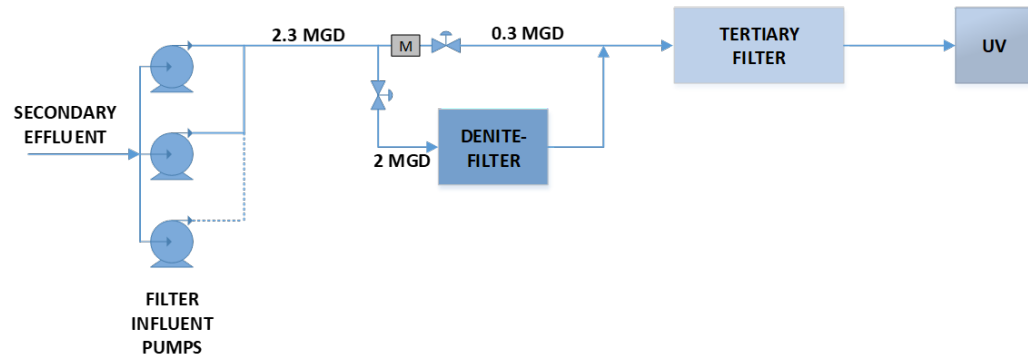 2.3 MGD
M
0.3 MGD
TERTIARY
FILTER
UV
SECONDARY
EFFLUENT
2 MGD
DENITE-
FILTER
FILTER
INFLUENT
PUMPS